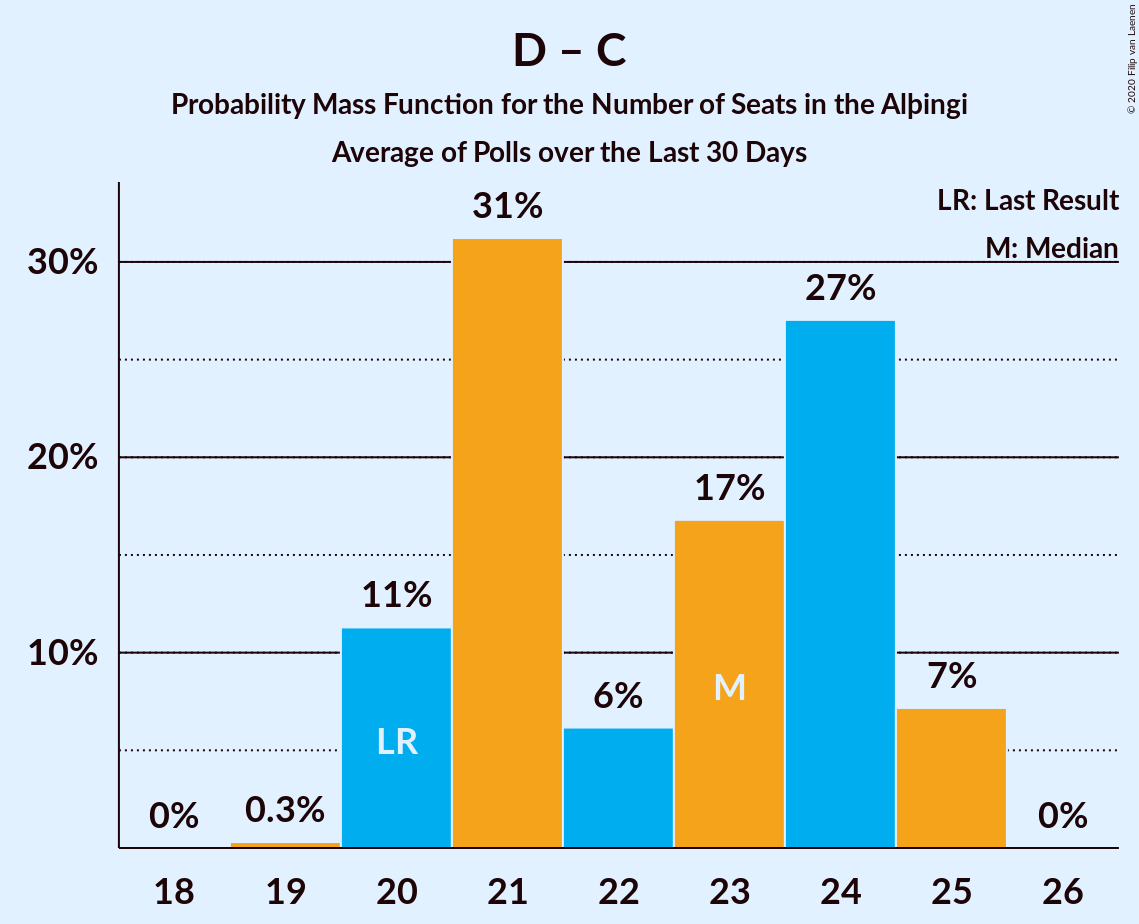 D – C
Probability Mass Function for the Number of Seats in the Alþingi
Average of Polls over the Last 30 Days
© 2020 Filip van Laenen
LR: Last Result
M: Median
30%
20%
10%
0%
0.3%
11%
31%
6%
17%
27%
7%
0%
LR
M
18 19 20 21 22 23 24 25 26